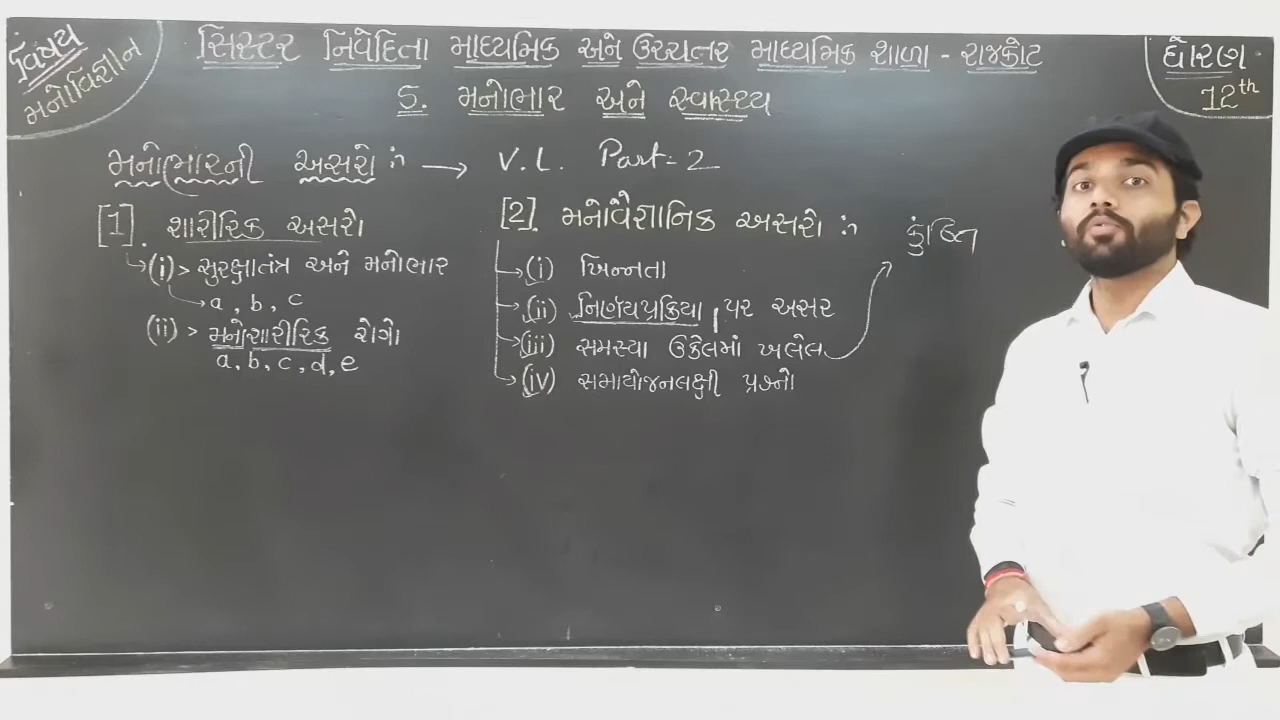 વિષય
મનોવિજ્ઞાન
સિસ્ટર નિવેદિતા માધ્યમિક અને ઉચ્ચતર માધ્યમિક શાળા - રાજકોટ
ધોરણ
12th
5. મનોભાર અને સ્વાસ્થ્ય
મનોભારની અસરો :- → V.L. Part-2
[1]. શારીરિક અસરો
(i) > સુરક્ષાતંત્ર અને મનોભાર
a, b, c
(ii) > મનોશારીરિક રોગો
a, b, c, d, e
[2]. મનોવૈજ્ઞાનિક અસરો :-
(i) ખિન્નતા
(ii) નિર્ણયપ્રક્રિયા પર અસર
(iii) સમસ્યા ઉકેલમાં ખલેલ
(iv) સમાયોજનલક્ષી પ્રશ્નો